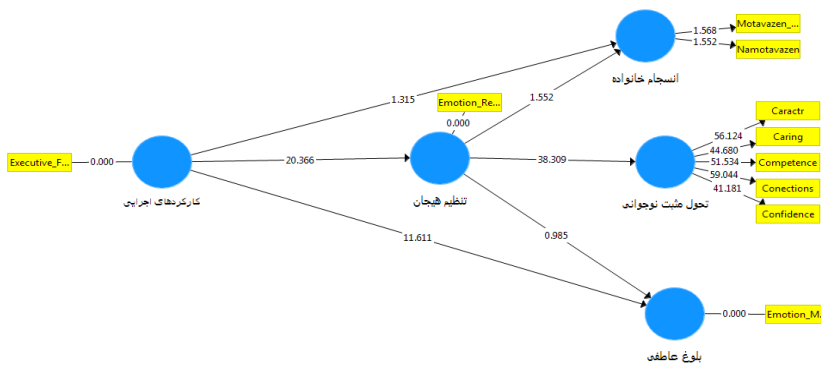 Motavazen_...
1.568
1.552
Namotavazen
انسجام خانواده
1.315
Emotion_Re...
1.552
0.000
Caractr
56.124
Caring
44.680
Executive_F...
0.000
20.366
38.309
51.534
Competence
59.044
Conections
41.181
Confidence
کارکردهای اجرایی
تنظیم هیجان
تحول مثبت نوجوانی
11.611
0.985
0.000
Emotion_M..
بلوغ عاطفی